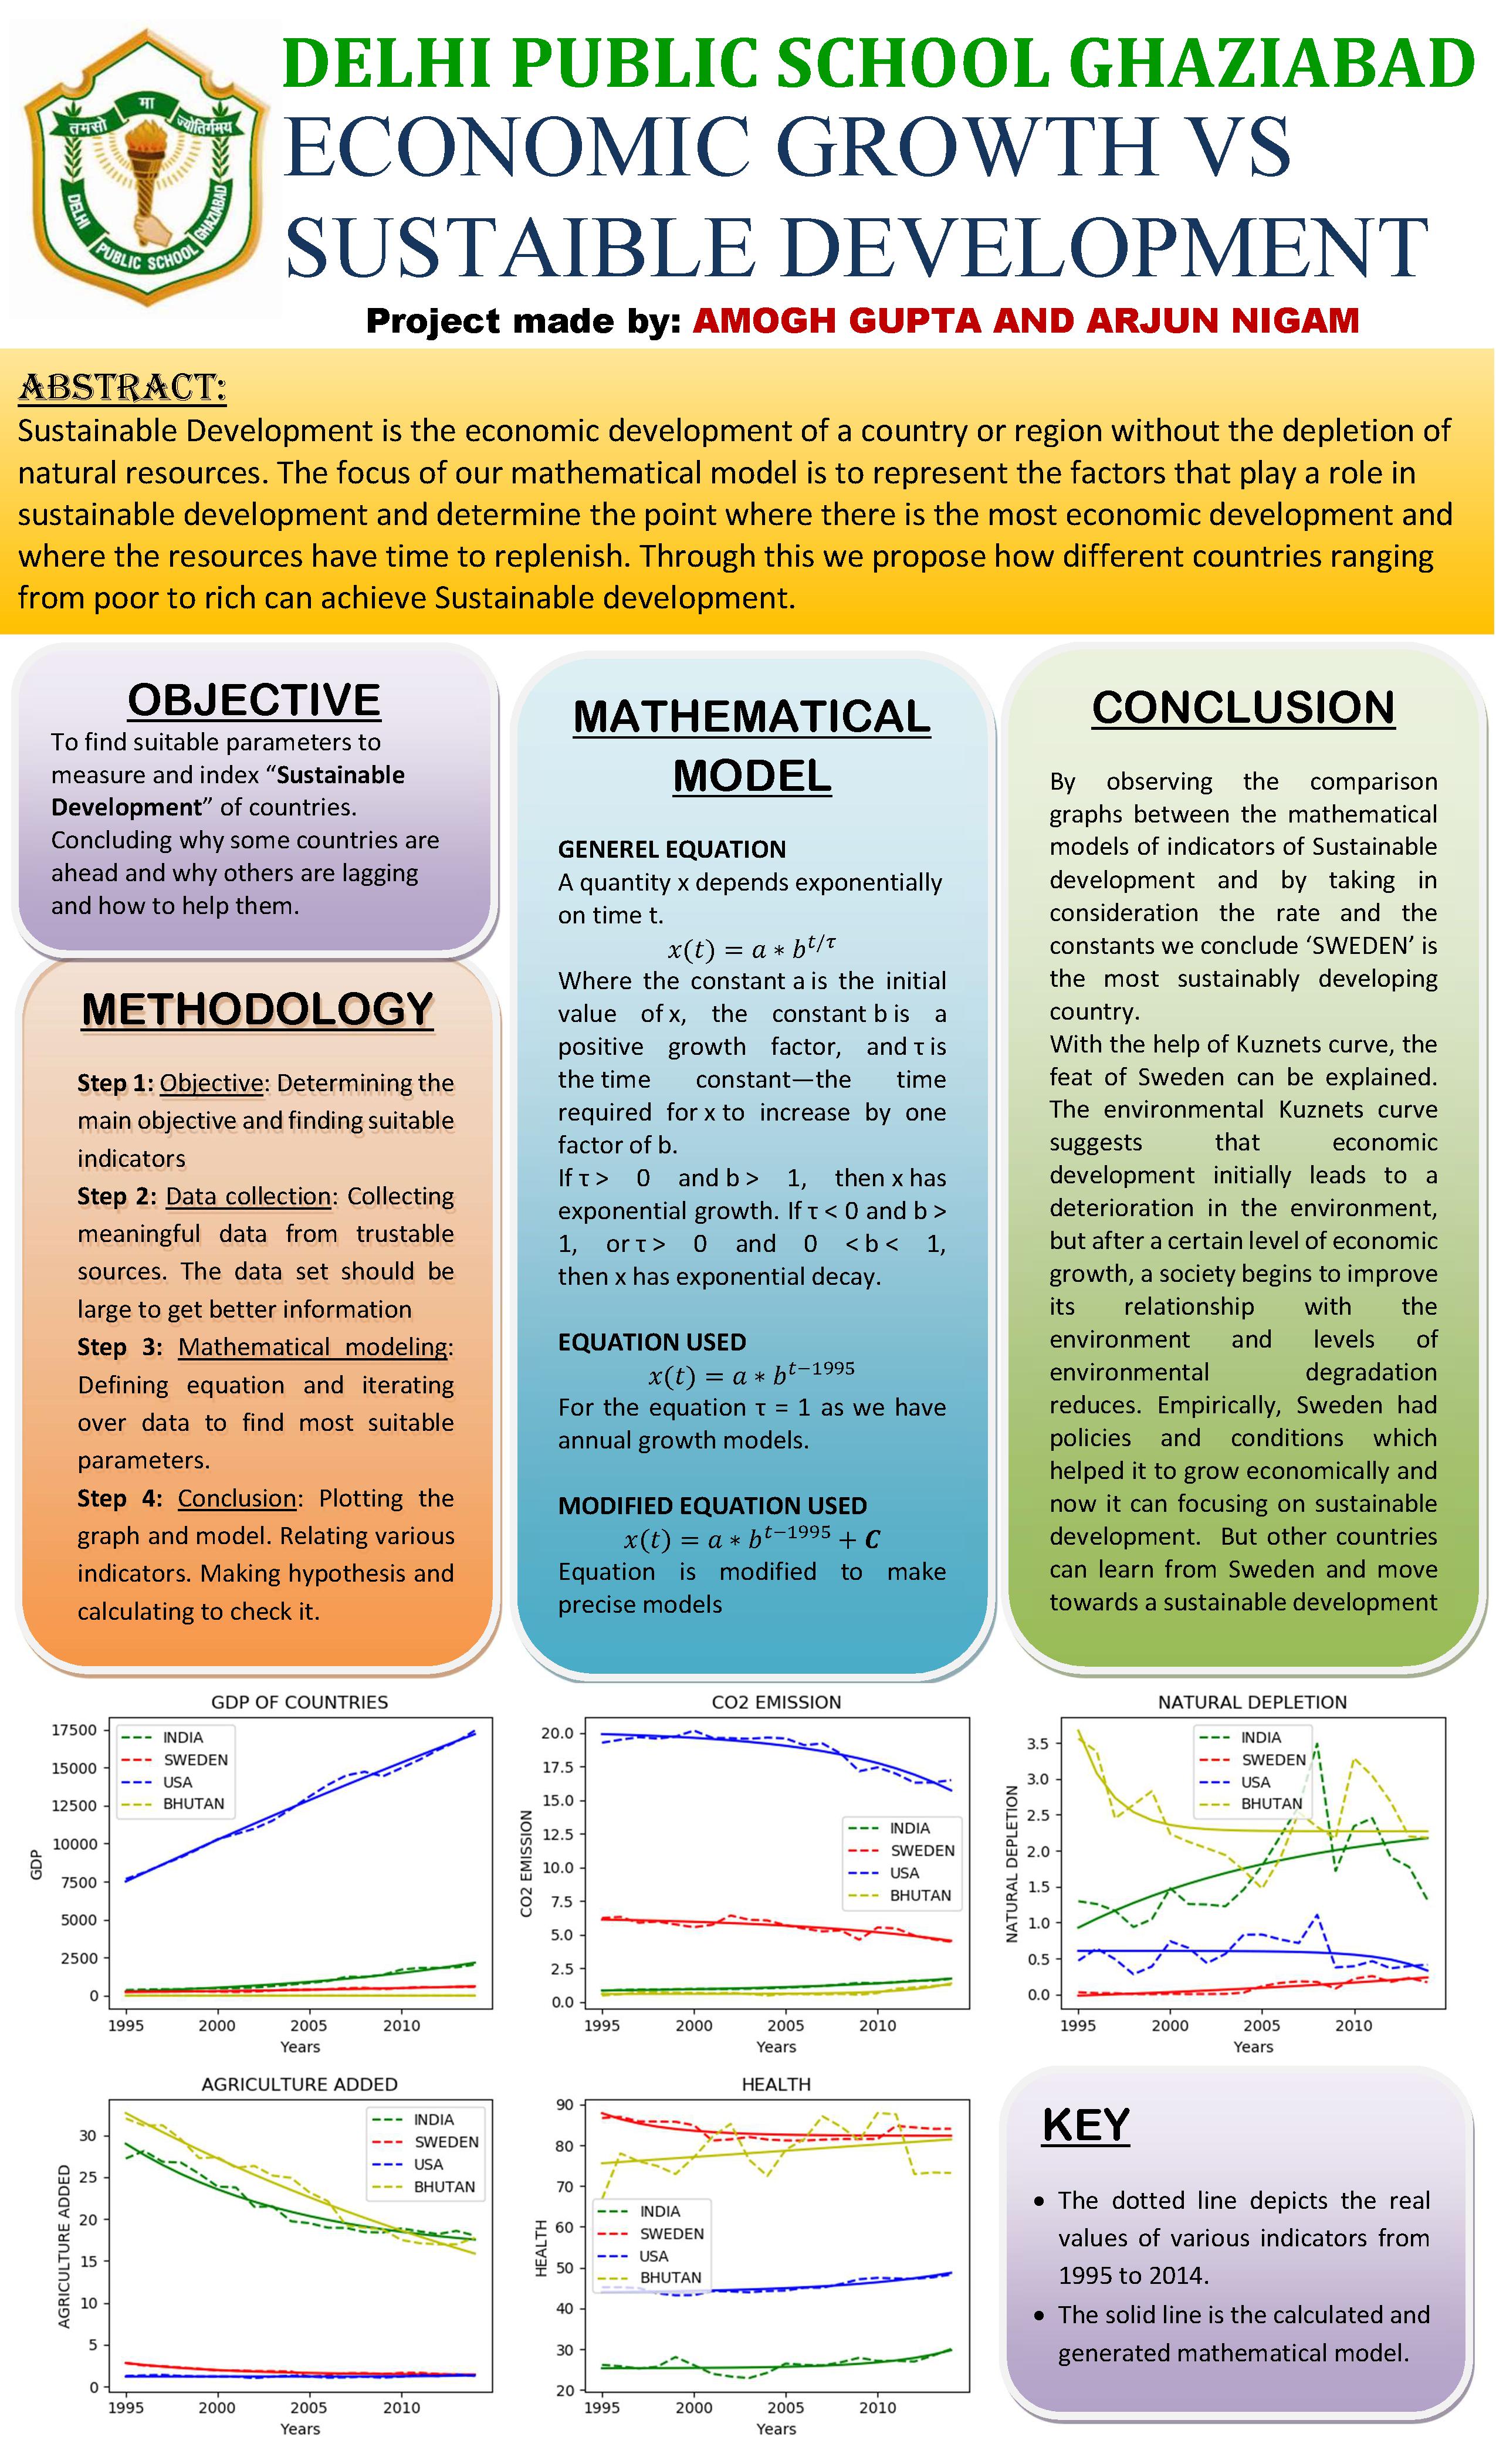 तमसो मा ज्योतिर्गमय
DELHI PUBLIC SCHOOL GHAZIABAD
DELHI PUBLIC SCHOOL GHAZIABAD
ECONOMIC GROWTH VS
SUSTAIBLE DEVELOPMENT
Project made by: AMOGH GUPTA AND ARJUN NIGAM
ABSTRACT:
Sustainable Development is the economic development of a country or region without the depletion of
natural resources. The focus of our mathematical model is to represent the factors that play a role in
sustainable development and determine the point where there is the most economic development and
where the resources have time to replenish. Through this we propose how different countries ranging
from poor to rich can achieve Sustainable development.
OBJECTIVE
To find suitable parameters to
measure and index “Sustainable
Development” of countries.
Concluding why some countries are
ahead and why others are lagging
and how to help them.
METHODOLOGY
Step 1: Objective: Determining the
main objective and finding suitable
indicators
Step 2: Data collection: Collecting
meaningful data from trustable
sources. The data set should be
large to get better information
Step 3: Mathematical modeling:
Defining equation and iterating
over data to find most suitable
parameters.
Step 4: Conclusion: Plotting the
graph and model. Relating various
indicators. Making hypothesis and
calculating to check it.
MATHEMATICAL
MODEL
GENEREL EQUATION
A quantity x depends exponentially
on time t.
x(t) = a ∗ b^{t/τ}
Where the constant a is the initial
value of x, the constant b is a
positive growth factor, and τ is
the time constant—the time
required for x to increase by one
factor of b.
If τ > 0 and b > 1, then x has
exponential growth. If τ < 0 and b >
1, or τ > 0 and 0 < b < 1,
then x has exponential decay.
EQUATION USED
x(t) = a ∗ b^{t−1995}
For the equation τ = 1 as we have
annual growth models.
MODIFIED EQUATION USED
x(t) = a ∗ b^{t−1995} + C
Equation is modified to make
precise models
CONCLUSION
By observing the comparison
graphs between the mathematical
models of indicators of Sustainable
development and by taking in
consideration the rate and the
constants we conclude ‘SWEDEN’ is
the most sustainably developing
country.
With the help of Kuznets curve, the
feat of Sweden can be explained.
The environmental Kuznets curve
suggests that economic
development initially leads to a
deterioration in the environment,
but after a certain level of economic
growth, a society begins to improve
its relationship with the
environment and levels of
environmental degradation
reduces. Empirically, Sweden had
policies and conditions which
helped it to grow economically and
now it can focusing on sustainable
development. But other countries
can learn from Sweden and move
towards a sustainable development
GDP OF COUNTRIES
17500
15000
12500
10000
7500
5000
2500
0
GDP
INDIA
SWEDEN
USA
BHUTAN
1995 2000 2005 2010
Years
CO2 EMISSION
20.0
17.5
15.0
12.5
10.0
7.5
5.0
2.5
0.0
CO2 EMISSION
INDIA
SWEDEN
USA
BHUTAN
1995 2000 2005 2010
Years
NATURAL DEPLETION
3.5
3.0
2.5
2.0
1.5
1.0
0.5
0.0
NATURAL DEPLETION
INDIA
SWEDEN
USA
BHUTAN
1995 2000 2005 2010
Years
AGRICULTURE ADDED
30
25
20
15
10
5
0
AGRICULTURE ADDED
INDIA
SWEDEN
USA
BHUTAN
1995 2000 2005 2010
Years
HEALTH
90
80
70
60
50
40
30
20
HEALTH
INDIA
SWEDEN
USA
BHUTAN
1995 2000 2005 2010
Years
KEY
• The dotted line depicts the real
values of various indicators from
1995 to 2014.
• The solid line is the calculated and
generated mathematical model.